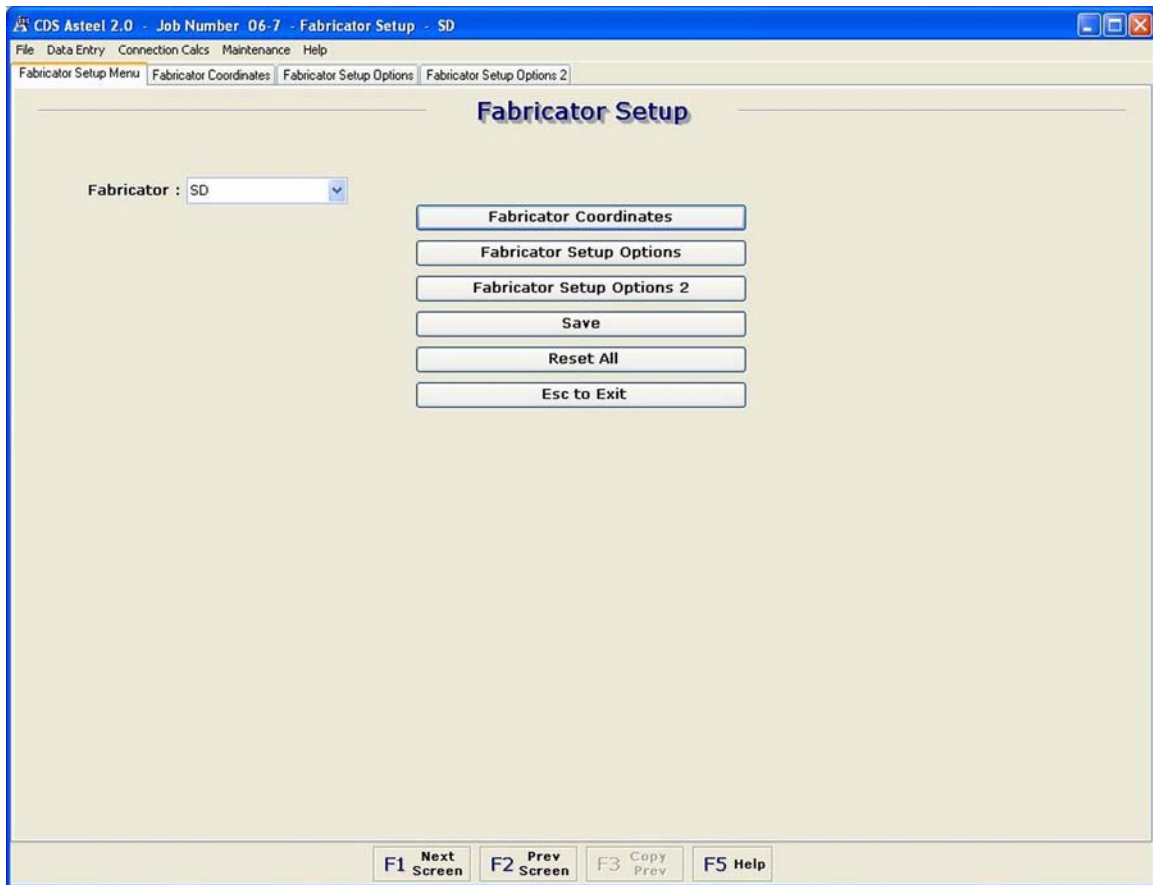 CDS Asteel 2.0 - Job Number 06-7 - Fabricator Setup - SD
File Data Entry Connection Calcs Maintenance Help
Fabricator Setup Menu Fabricator Coordinates Fabricator Setup Options Fabricator Setup Options 2
Fabricator Setup
Fabricator : SD
Fabricator Coordinates
Fabricator Setup Options
Fabricator Setup Options 2
Save
Reset All
Esc to Exit
F1 Next Screen F2 Prev Screen F3 Copy Prev F5 Help